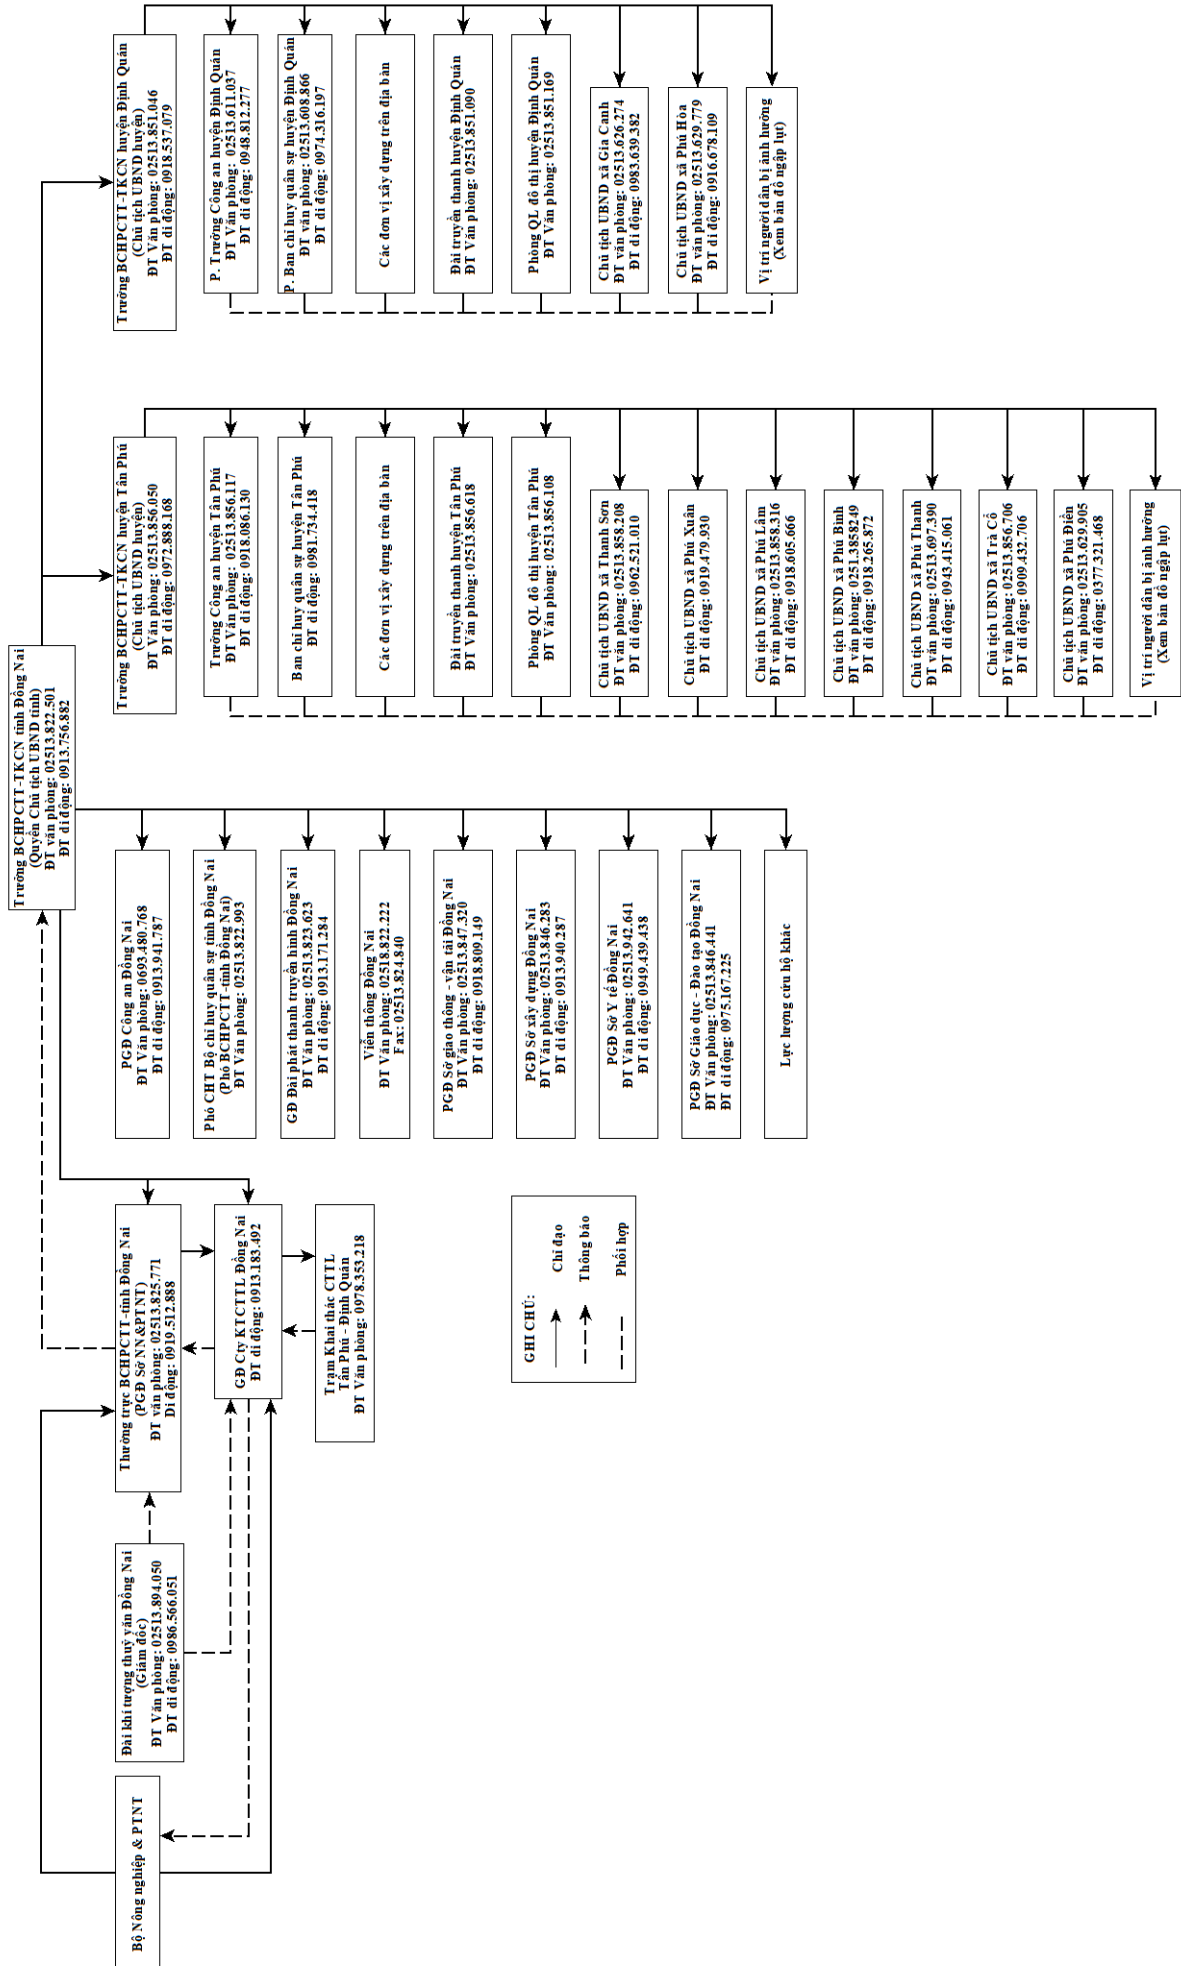 Trưởng BCHPCTT-TKCN tỉnh Đồng Nai
(Quyền Chủ tịch UBND tỉnh)
ĐT văn phòng: 02513.822.501
ĐT di động: 0913.756.882
Bộ Nông nghiệp & PTNT
Đài khí tượng thuỷ văn Đồng Nai
(Giám đốc)
ĐT Văn phòng: 02513.894.050
ĐT di động: 0986.566.051
Thường trực BCHPCTT-tỉnh Đồng Nai
(PGĐ Sở NN&PTNT)
ĐT văn phòng: 02513.825.771
Di động: 0919.512.888
GĐ Cty KTCTTL Đồng Nai
ĐT di động: 0913.183.492
Trạm Khai thác CTTL
Tân Phú - Định Quán
ĐT Văn phòng: 0978.353.218
GHI CHÚ:
Chỉ đạo
Thông báo
Phối hợp
PGĐ Công an Đồng Nai
ĐT Văn phòng: 0693.480.768
ĐT di động: 0913.941.787
Phó CHT Bộ chỉ huy quân sự tỉnh Đồng Nai
(Phó BCHPCTT-tỉnh Đồng Nai)
ĐT Văn phòng: 02513.822.993
GĐ Đài phát thanh truyền hình Đồng Nai
ĐT Văn phòng: 02513.823.623
ĐT di động: 0913.171.284
Viễn thông Đồng Nai
ĐT Văn phòng: 02518.822.222
Fax: 02513.824.840
PGĐ Sở giao thông - vận tải Đồng Nai
ĐT Văn phòng: 02513.847.320
ĐT di động: 0918.809.149
PGĐ Sở xây dựng Đồng Nai
ĐT Văn phòng: 02513.846.283
ĐT di động: 0913.940.287
PGĐ Sở Y tế Đồng Nai
ĐT Văn phòng: 02513.942.641
ĐT di động: 0949.439.438
PGĐ Sở Giáo dục - Đào tạo Đồng Nai
ĐT Văn phòng: 02513.846.441
ĐT di động: 0975.167.225
Lực lượng cứu hộ khác
Trưởng BCHPCTT-TKCN huyện Tân Phú
(Chủ tịch UBND huyện)
ĐT Văn phòng: 02513.856.050
ĐT di động: 0972.888.168
Trưởng Công an huyện Tân Phú
ĐT Văn phòng: 02513.856.117
ĐT di động: 0918.086.130
Ban chỉ huy quân sự huyện Tân Phú
ĐT di động: 0981.734.418
Các đơn vị xây dựng trên địa bàn
Đài truyền thanh huyện Tân Phú
ĐT Văn phòng: 02513.856.618
Phòng QL đô thị huyện Tân Phú
ĐT Văn phòng: 02513.856.108
Chủ tịch UBND xã Thanh Sơn
ĐT văn phòng: 02513.858.208
ĐT di động: 0962.521.010
Chủ tịch UBND xã Phú Xuân
ĐT di động: 0919.479.930
Chủ tịch UBND xã Phú Lâm
ĐT văn phòng: 02513.858.316
ĐT di động: 0918.605.666
Chủ tịch UBND xã Phú Bình
ĐT văn phòng: 0251.3858249
ĐT di động: 0918.265.872
Chủ tịch UBND xã Phú Thanh
ĐT văn phòng: 02513.697.390
ĐT di động: 0943.415.061
Chủ tịch UBND xã Trà Cổ
ĐT văn phòng: 02513.856.706
ĐT di động: 0909.432.706
Chủ tịch UBND xã Phú Điền
ĐT văn phòng: 02513.629.905
ĐT di động: 0377.321.468
Vị trí người dân bị ảnh hưởng
(Xem bản đồ ngập lụt)
Trưởng BCHPCTT-TKCN huyện Định Quán
(Chủ tịch UBND huyện)
ĐT Văn phòng: 02513.851.046
ĐT di động: 0918.537.079
P. Trưởng Công an huyện Định Quán
ĐT Văn phòng: 02513.611.037
ĐT di động: 0948.812.277
P. Ban chỉ huy quân sự huyện Định Quán
ĐT văn phòng: 02513.608.866
ĐT di động: 0974.316.197
Các đơn vị xây dựng trên địa bàn
Đài truyền thanh huyện Định Quán
ĐT Văn phòng: 02513.851.090
Phòng QL đô thị huyện Định Quán
ĐT Văn phòng: 02513.851.169
Chủ tịch UBND xã Gia Canh
ĐT văn phòng: 02513.626.274
ĐT di động: 0983.639.382
Chủ tịch UBND xã Phú Hòa
ĐT văn phòng: 02513.629.779
ĐT di động: 0916.678.109
Vị trí người dân bị ảnh hưởng
(Xem bản đồ ngập lụt)